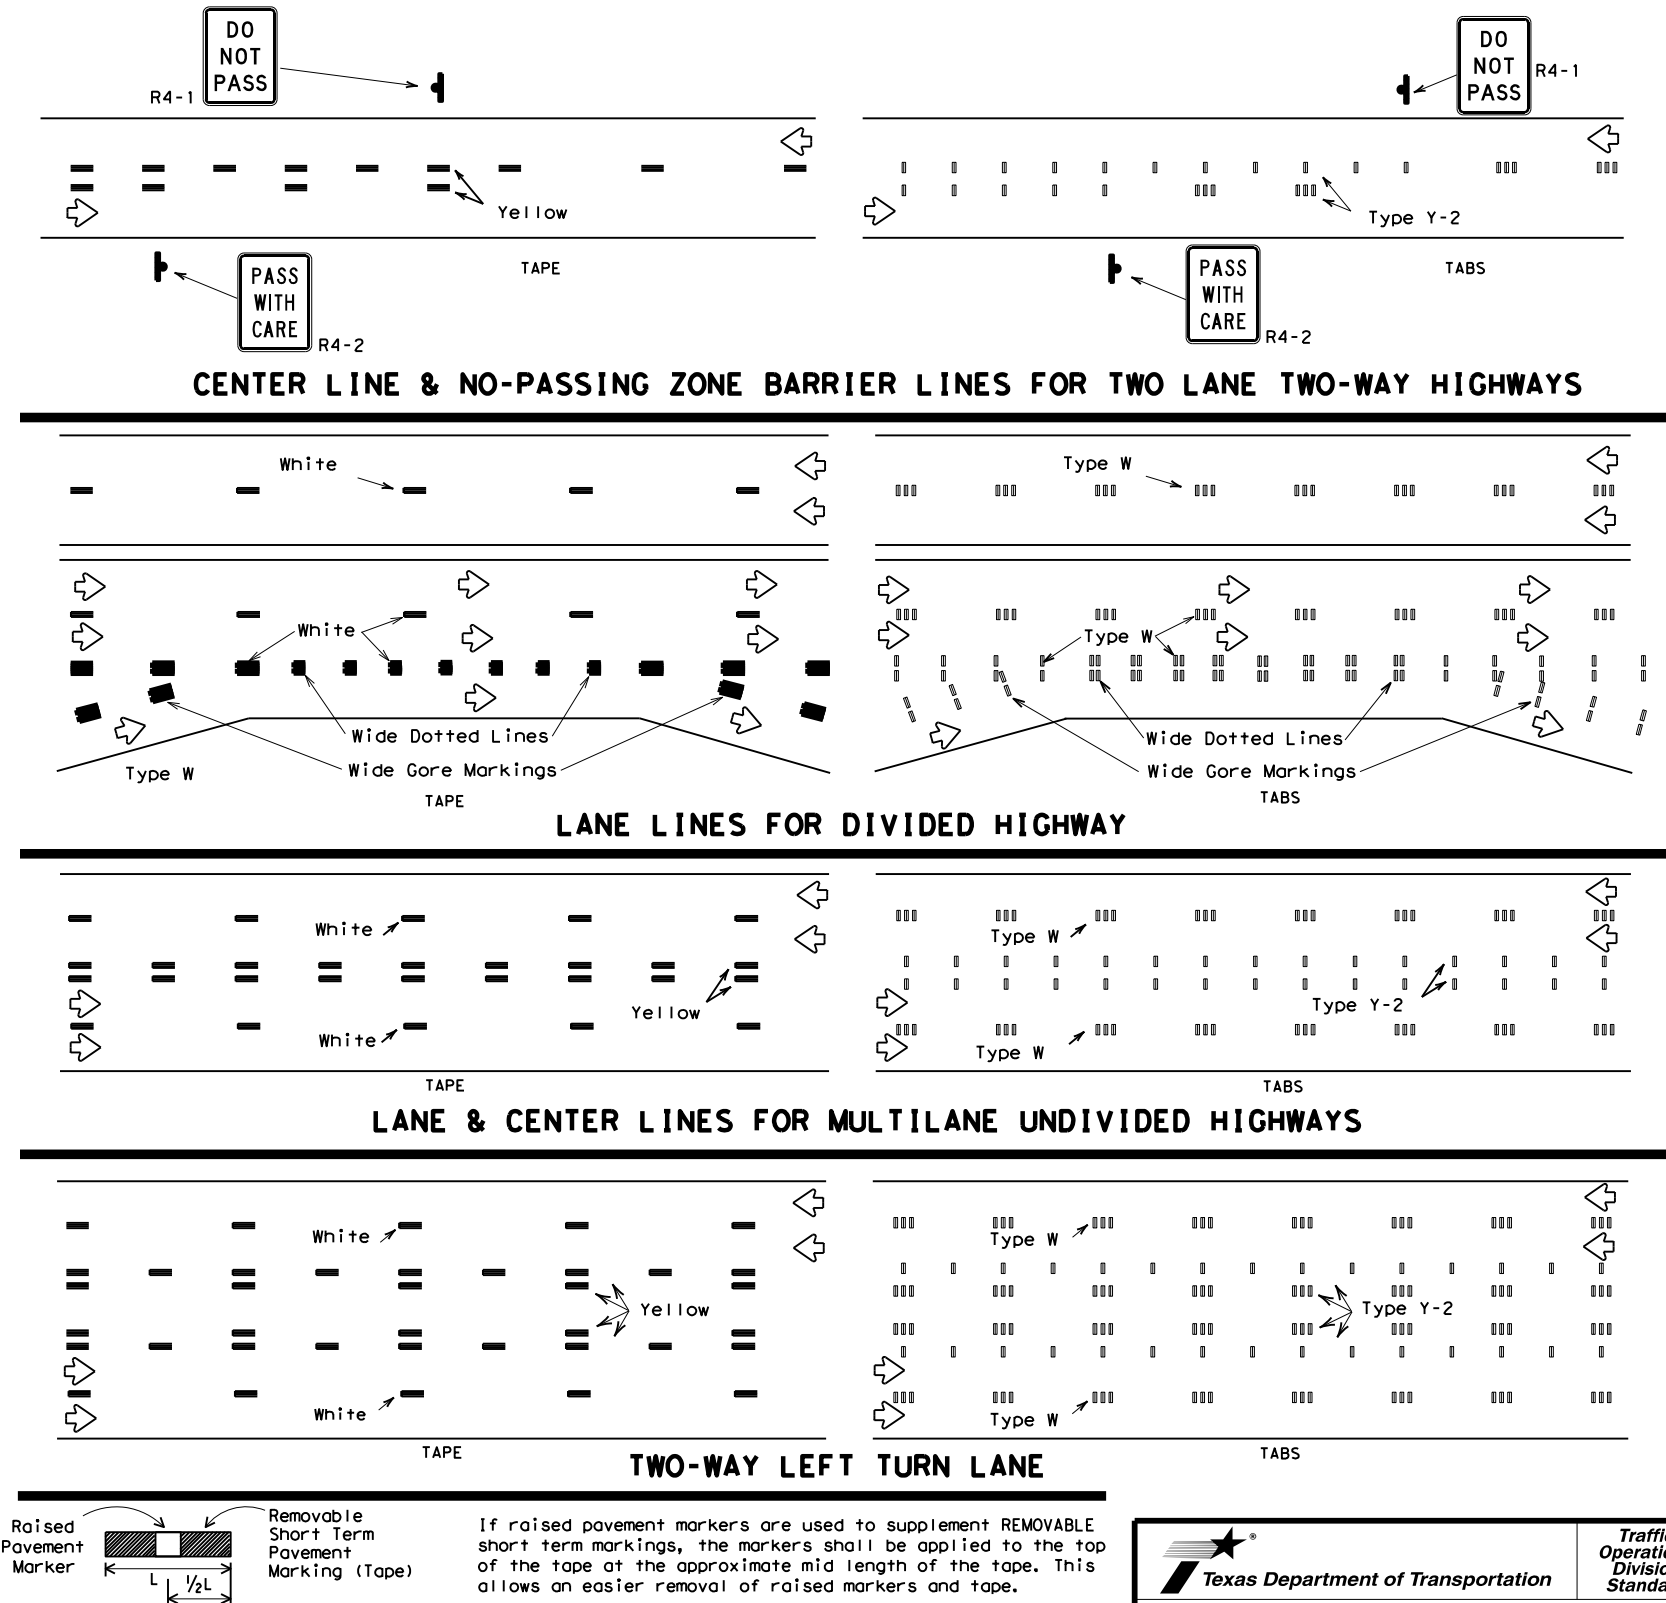 DO
NOT
PASS
R4-1
DO
NOT
PASS
R4-1
Yellow
Type Y-2
TAPE
TABS
PASS
WITH
CARE
R4-2
PASS
WITH
CARE
R4-2
CENTER LINE & NO-PASSING ZONE BARRIER LINES FOR TWO LANE TWO-WAY HIGHWAYS
White
Type W
White
Type W
Wide Dotted Lines
Wide Dotted Lines
Type W
Wide Gore Markings
Wide Gore Markings
TAPE
TABS
LANE LINES FOR DIVIDED HIGHWAY
White
Type W
Yellow
Type Y-2
White
Type W
TAPE
TABS
LANE & CENTER LINES FOR MULTILANE UNDIVIDED HIGHWAYS
White
Type W
Yellow
Type Y-2
White
Type W
TAPE
TABS
TWO-WAY LEFT TURN LANE
Raised
Pavement
Marker
Removable
Short Term
Pavement
Marking (Tape)
L
1/2L
If raised pavement markers are used to supplement REMOVABLE
short term markings, the markers shall be applied to the top
of the tape at the approximate mid length of the tape. This
allows an easier removal of raised markers and tape.
®
Texas Department of Transportation